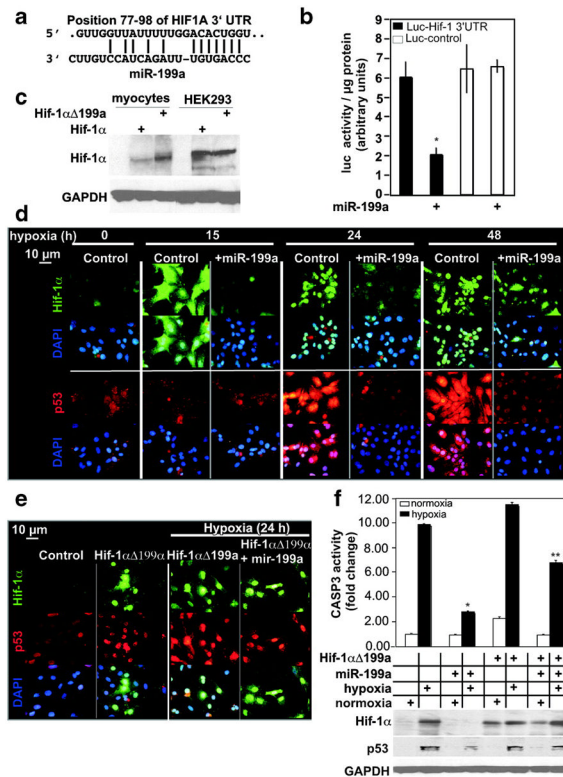 a
Position 77-98 of HIF1A 3' UTR
5' .GUUGGUUAUUUUUGGACACUGGU..
3' CUUGUCCAUCAGAUU-UGUGACCC
miR-199a
b
Luc-Hif-1 3'UTR
Luc-control
luc activity / µg protein
(arbitrary units)
9
8
7
6
5
4
3
2
1
0
*
miR-199a + +
c
myocytes HEK293
Hif-1αΔ199a + +
Hif-1α + +
Hif-1α
GAPDH
d
hypoxia (h) 0 15 24 48
10 µm Control Control +miR-199a Control +miR-199a Control +miR-199a
Hif-1α
DAPI
p53
DAPI
e
10 µm
Hypoxia (24 h)
Control Hif-1αΔ199α Hif-1αΔ199a Hif-1αΔ199α + mir-199a
Hif-1α
p53
DAPI
f
normoxia
hypoxia
CASP3 activity
(fold change)
12.00
10.00
8.00
6.00
4.00
2.00
0.00
*
**
Hif-1αΔ199a + + + +
miR-199a + + + +
hypoxia + + + +
normoxia + + + +
Hif-1α
p53
GAPDH